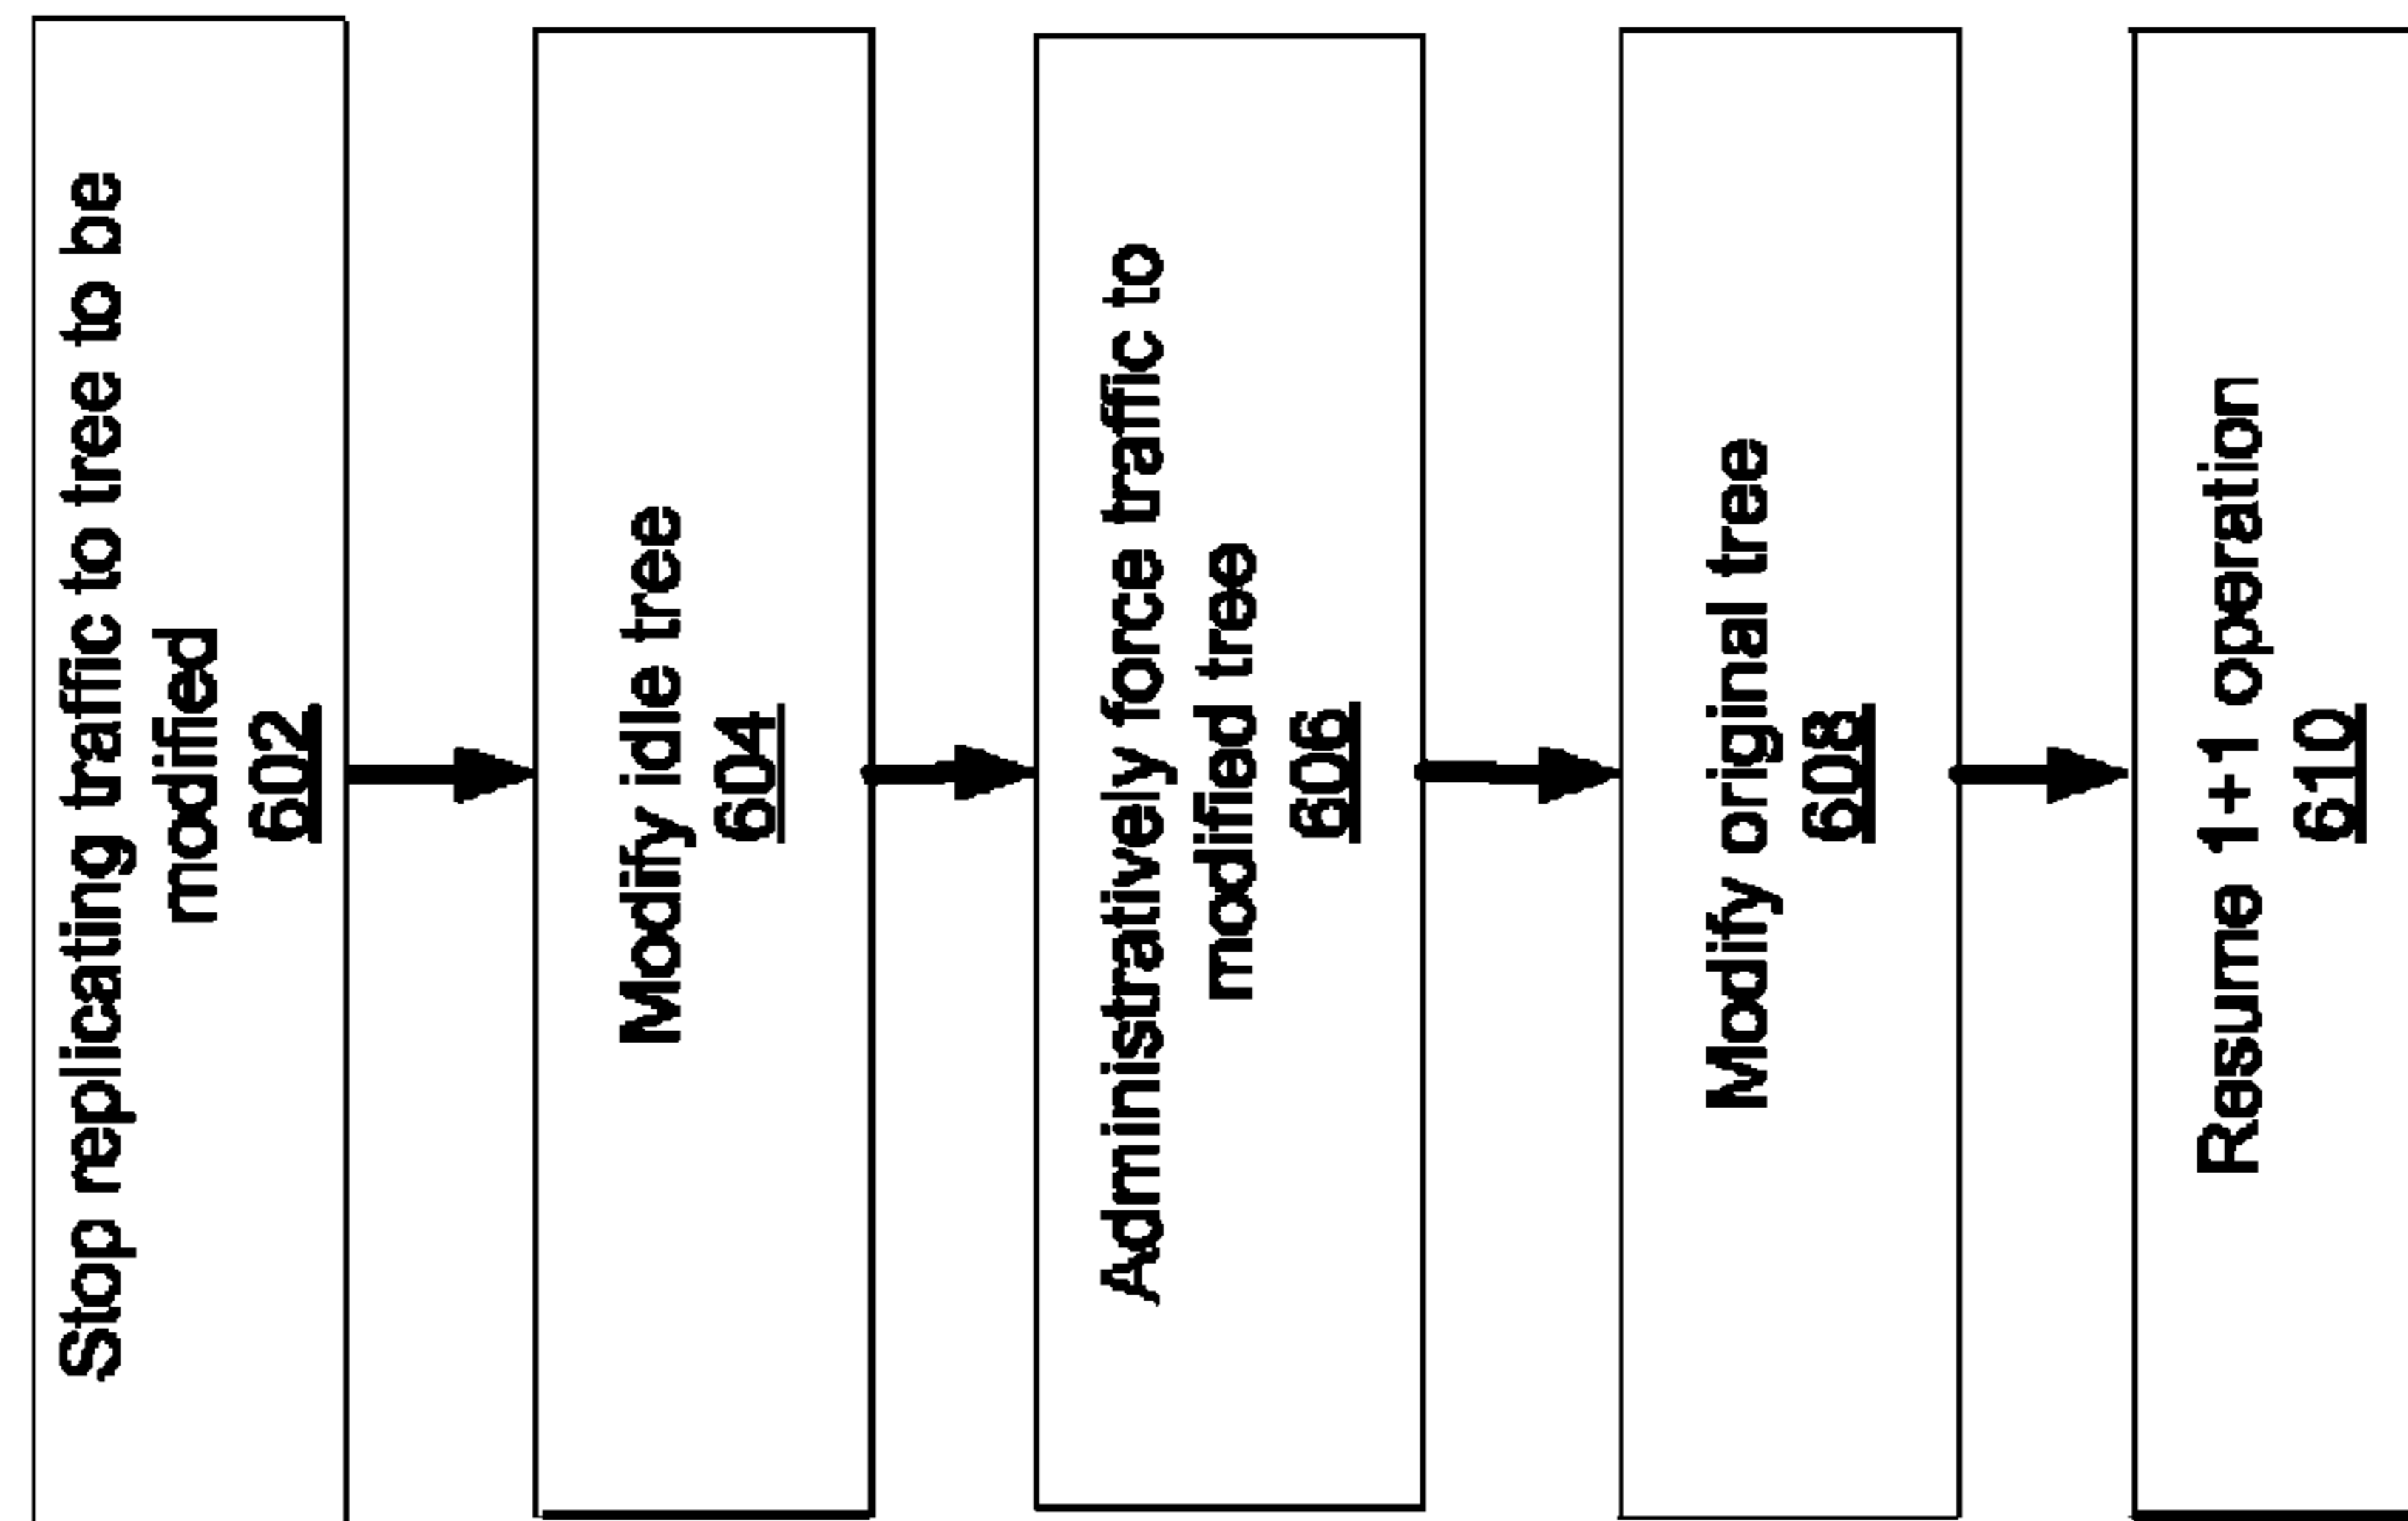 Stop replicating traffic to tree to be
modified
602
Modify idle tree
604
Administratively force traffic to
modified tree
606
Modify original tree
608
Resume 1+1 operation
610